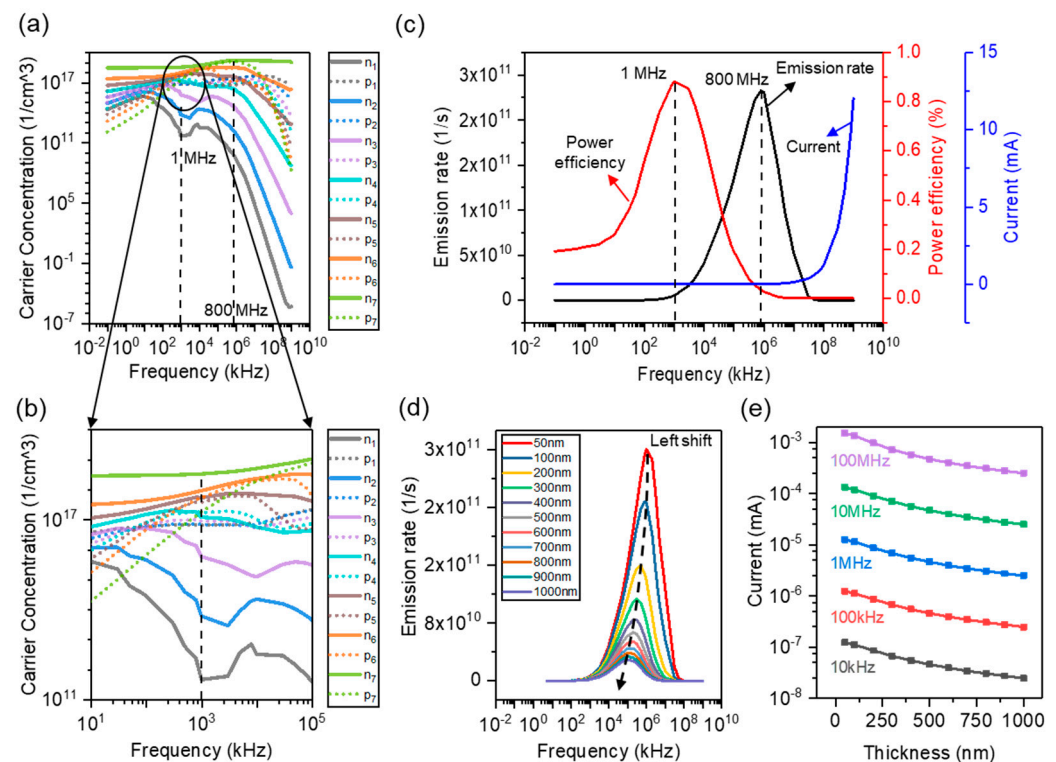 (a)
Carrier Concentration (1/cm^3)
10^17
10^11
10^5
10^-1
10^-7
1 MHz
800 MHz
10^-2 10^0 10^2 10^4 10^6 10^8 10^10
Frequency (kHz)
n1
p1
n2
p2
n3
p3
n4
p4
n5
p5
n6
p6
n7
p7
(c)
Emission rate (1/s)
3x10^11
2x10^11
1x10^11
5x10^10
0
1 MHz
800 MHz
Emission rate
Power
efficiency
Current
1.0
0.8
0.6
0.4
0.2
0.0
Power efficiency (%)
15
10
5
0
Current (mA)
10^-2 10^0 10^2 10^4 10^6 10^8 10^10
Frequency (kHz)
(b)
Carrier Concentration (1/cm^3)
10^17
10^11
10^1 10^3 10^5
Frequency (kHz)
n1
p1
n2
p2
n3
p3
n4
p4
n5
p5
n6
p6
n7
p7
(d)
Emission rate (1/s)
3x10^11
2x10^11
2x10^11
8x10^10
0
50nm
100nm
200nm
300nm
400nm
500nm
600nm
700nm
800nm
900nm
1000nm
Left shift
10^-2 10^0 10^2 10^4 10^6 10^8 10^10
Frequency (kHz)
(e)
Current (mA)
10^-3
10^-4
10^-5
10^-6
10^-7
10^-8
100MHz
10MHz
1MHz
100kHz
10kHz
0 250 500 750 1000
Thickness (nm)